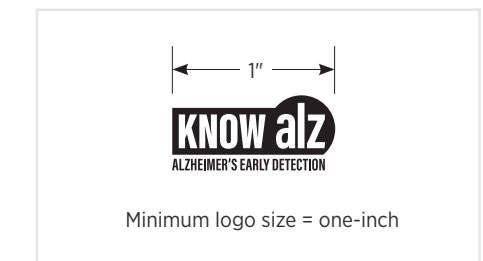 1"
KNOW alz
ALZHEIMER'S EARLY DETECTION
Minimum logo size = one-inch